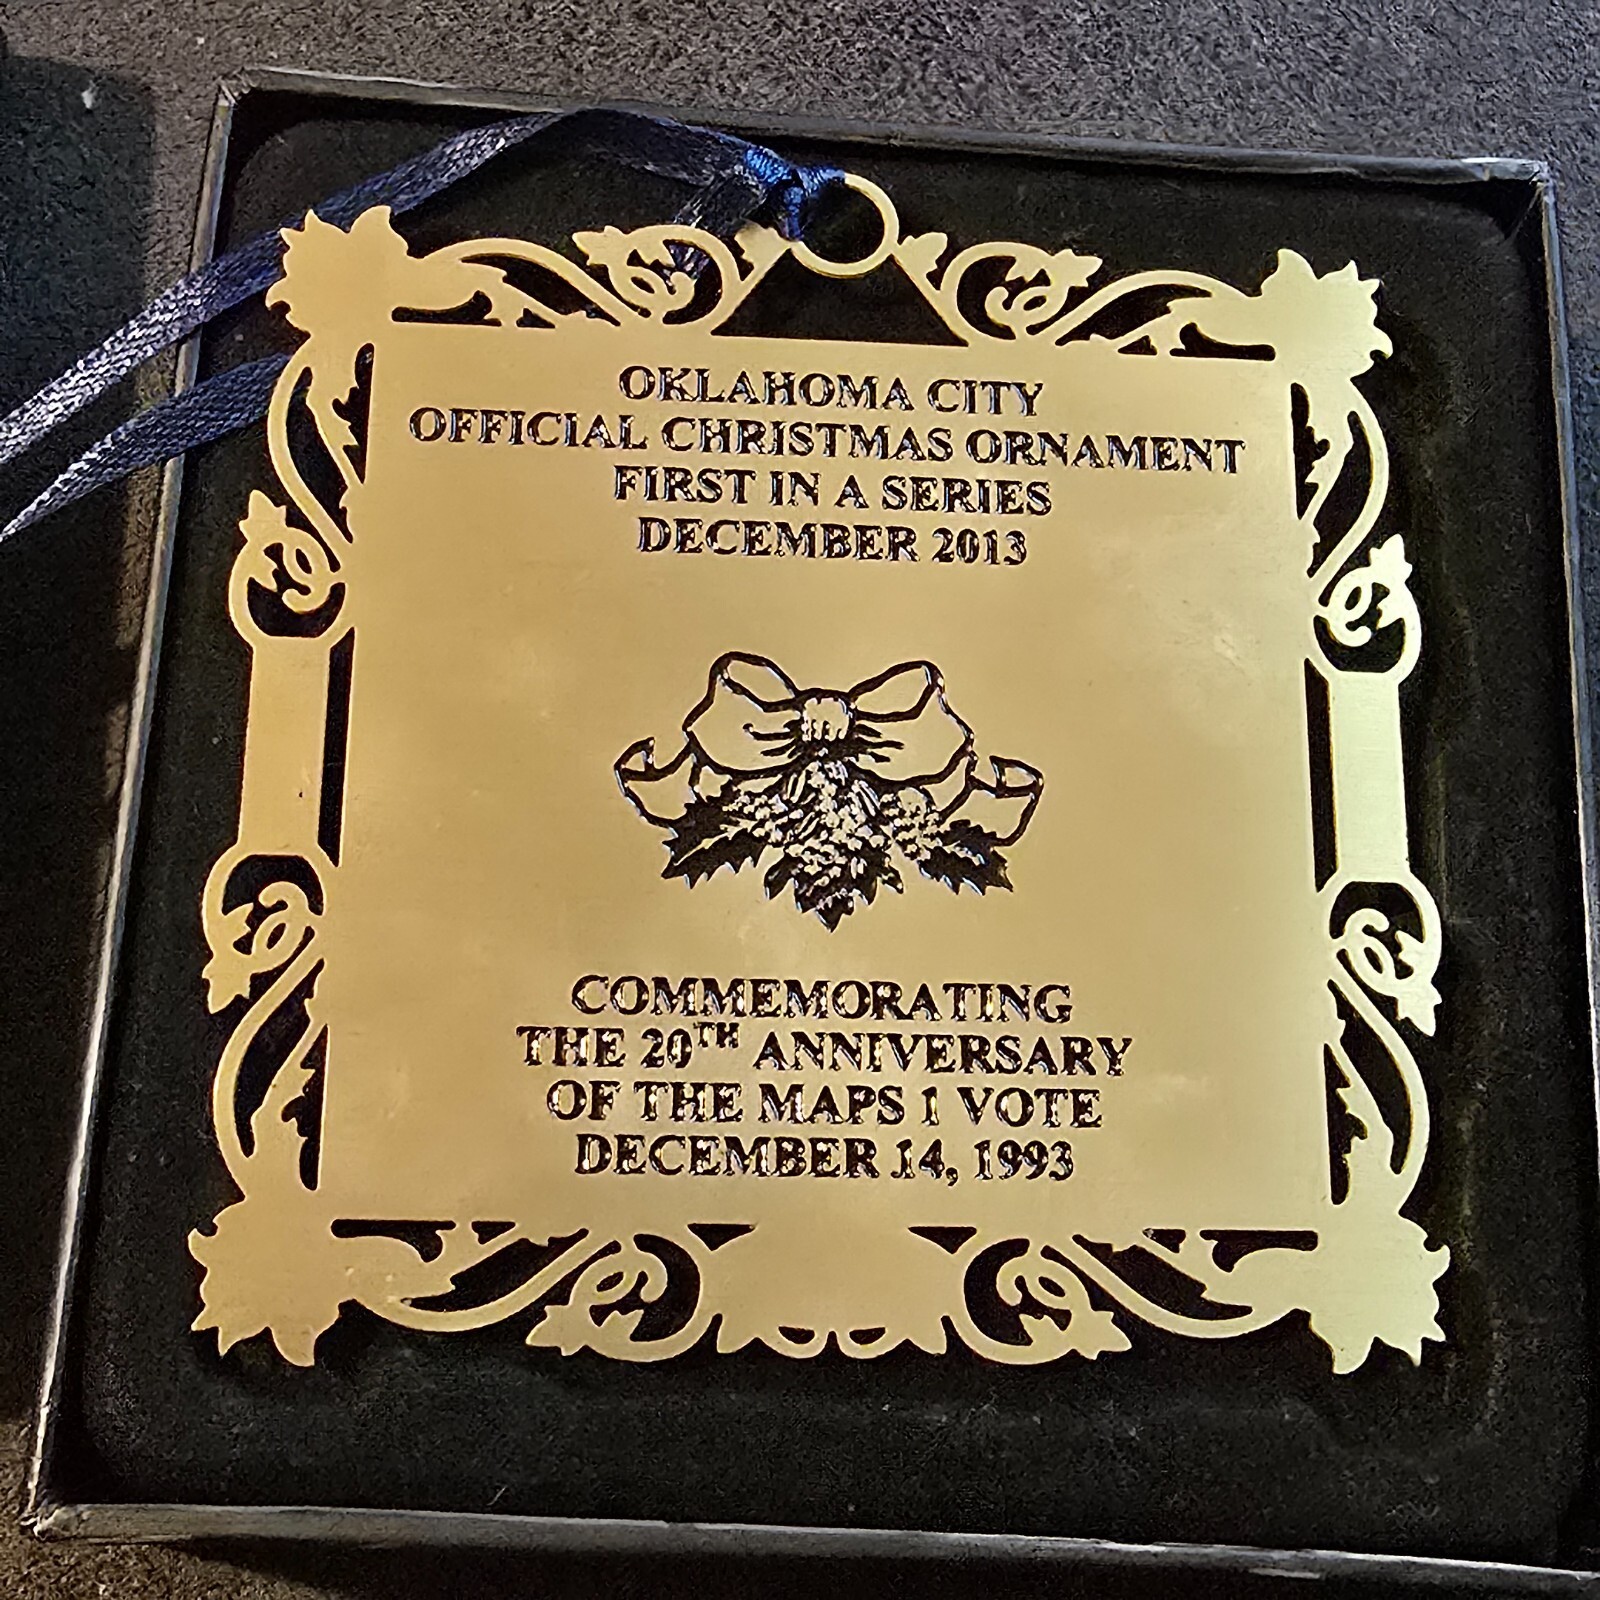 OKLAHOMA CITY
OFFICIAL CHRISTMAS ORNAMENT
FIRST IN A SERIES
DECEMBER 2013
COMMEMORATING
THE 20TH ANNIVERSARY
OF THE MAPS 1 VOTE
DECEMBER 14, 1993